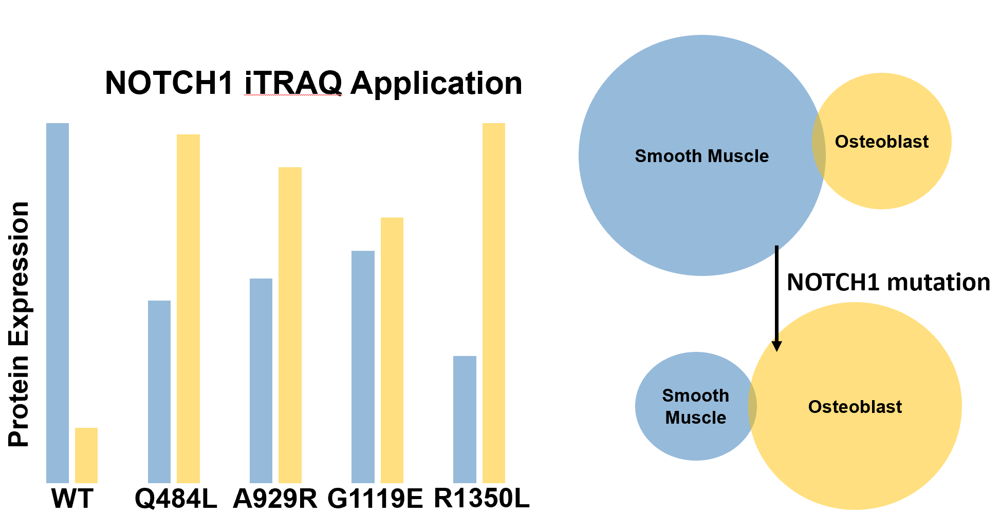 NOTCH1 iTRAQ Application
Protein Expression
WT
Q484L
A929R
G1119E
R1350L
Smooth Muscle
Osteoblast
NOTCH1 mutation
Smooth
Muscle
Osteoblast